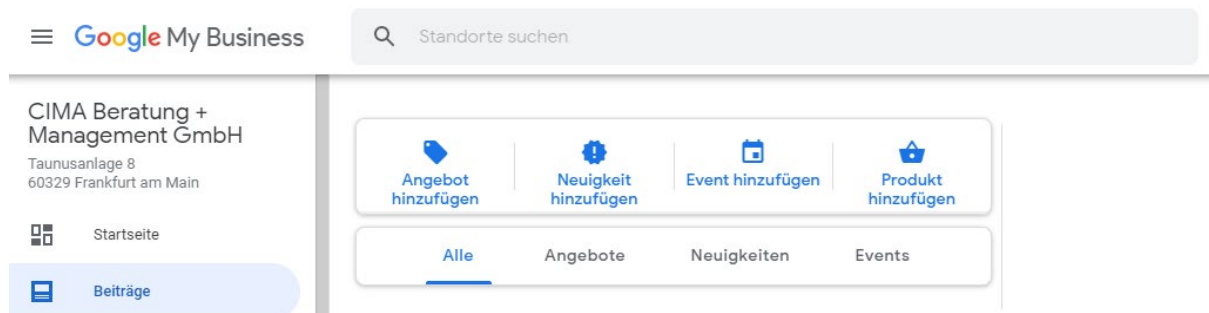 Google My Business
Standorte suchen
CIMA Beratung +
Management GmbH
Taunusanlage 8
60329 Frankfurt am Main
Startseite
Beiträge
Angebot
hinzufügen
Neuigkeit
hinzufügen
Event hinzufügen
Produkt
hinzufügen
Alle
Angebote
Neuigkeiten
Events